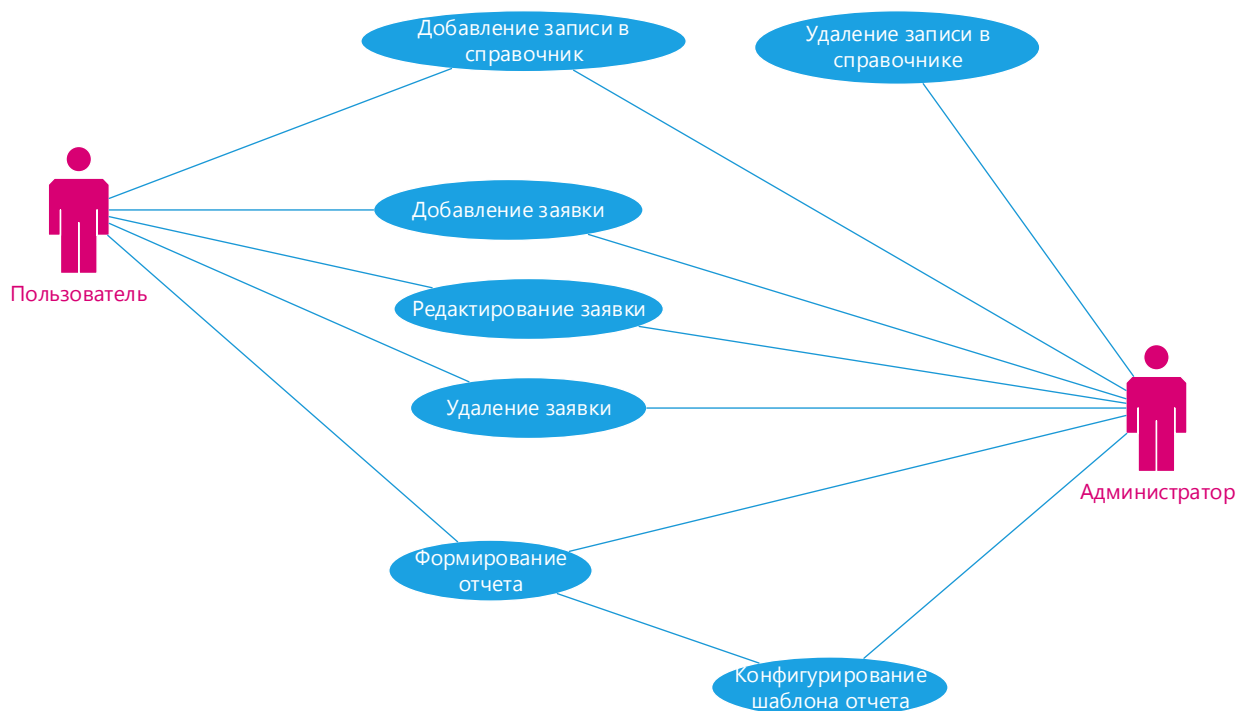 Добавление записи в
справочник
Удаление записи в
справочнике
Добавление заявки
Пользователь
Редактирование заявки
Удаление заявки
Администратор
Формирование
отчета
Конфигурирование
шаблона отчета